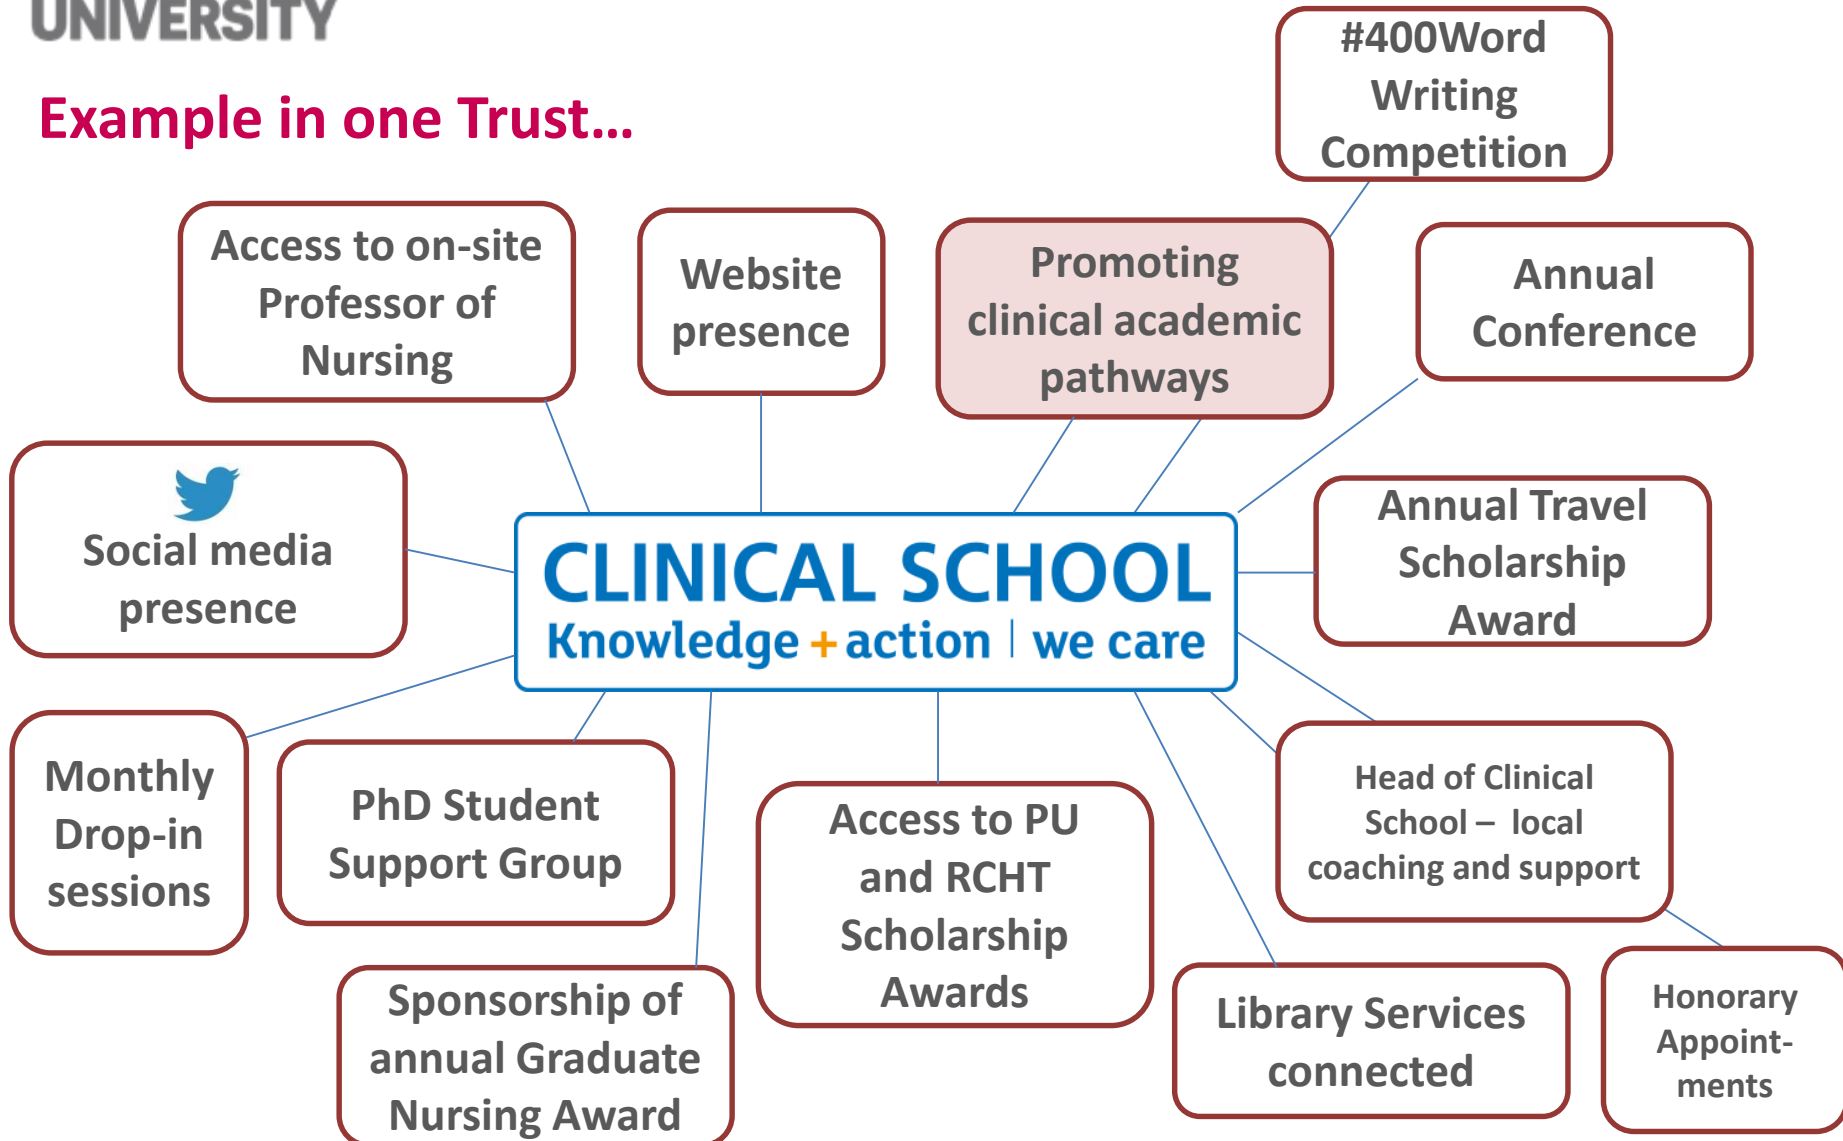 UNIVERSITY
Example in one Trust...
#400Word
Writing
Competition
Access to on-site
Professor of
Nursing
Website
presence
Promoting
clinical academic
pathways
Annual
Conference
Social media
presence
CLINICAL SCHOOL
Knowledge + action | we care
Annual Travel
Scholarship
Award
Monthly
Drop-in
sessions
PhD Student
Support Group
Access to PU
and RCHT
Scholarship
Awards
Head of Clinical
School – local
coaching and support
Sponsorship of
annual Graduate
Nursing Award
Library Services
connected
Honorary
Appoint-
ments